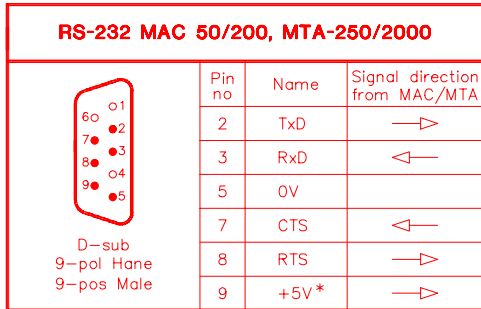 RS-232 MAC 50/200, MTA-250/2000
Pin no Name Signal direction from MAC/MTA
2 TxD
3 RxD
5 0V
7 CTS
8 RTS
9 +5V*
1
6
2
7
3
8
4
9
5
D-sub
9-pol Hane
9-pos Male